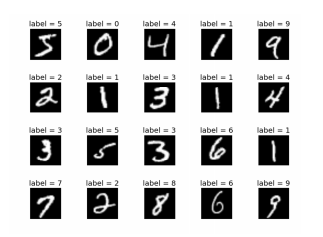 label = 5 label = 0 label = 4 label = 1 label = 9
5 0 4 1 9
label = 2 label = 1 label = 3 label = 1 label = 4
2 1 3 1 4
label = 3 label = 5 label = 3 label = 6 label = 1
3 5 3 6 1
label = 7 label = 2 label = 8 label = 6 label = 9
7 2 8 6 9